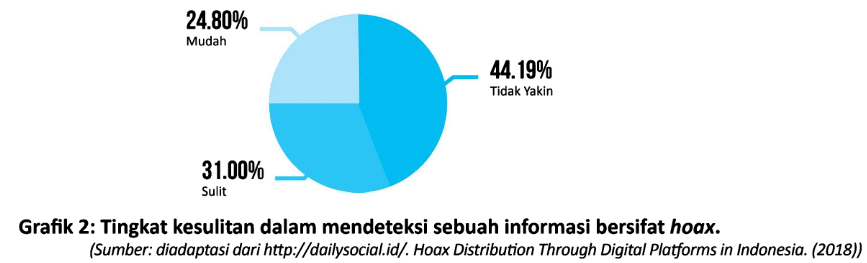 24.80%
Mudah
44.19%
Tidak Yakin
31.00%
Sulit
Grafik 2: Tingkat kesulitan dalam mendeteksi sebuah informasi bersifat hoax.
(Sumber: diadaptasi dari http://dailysocial.id/. Hoax Distribution Through Digital Platforms in Indonesia. (2018))